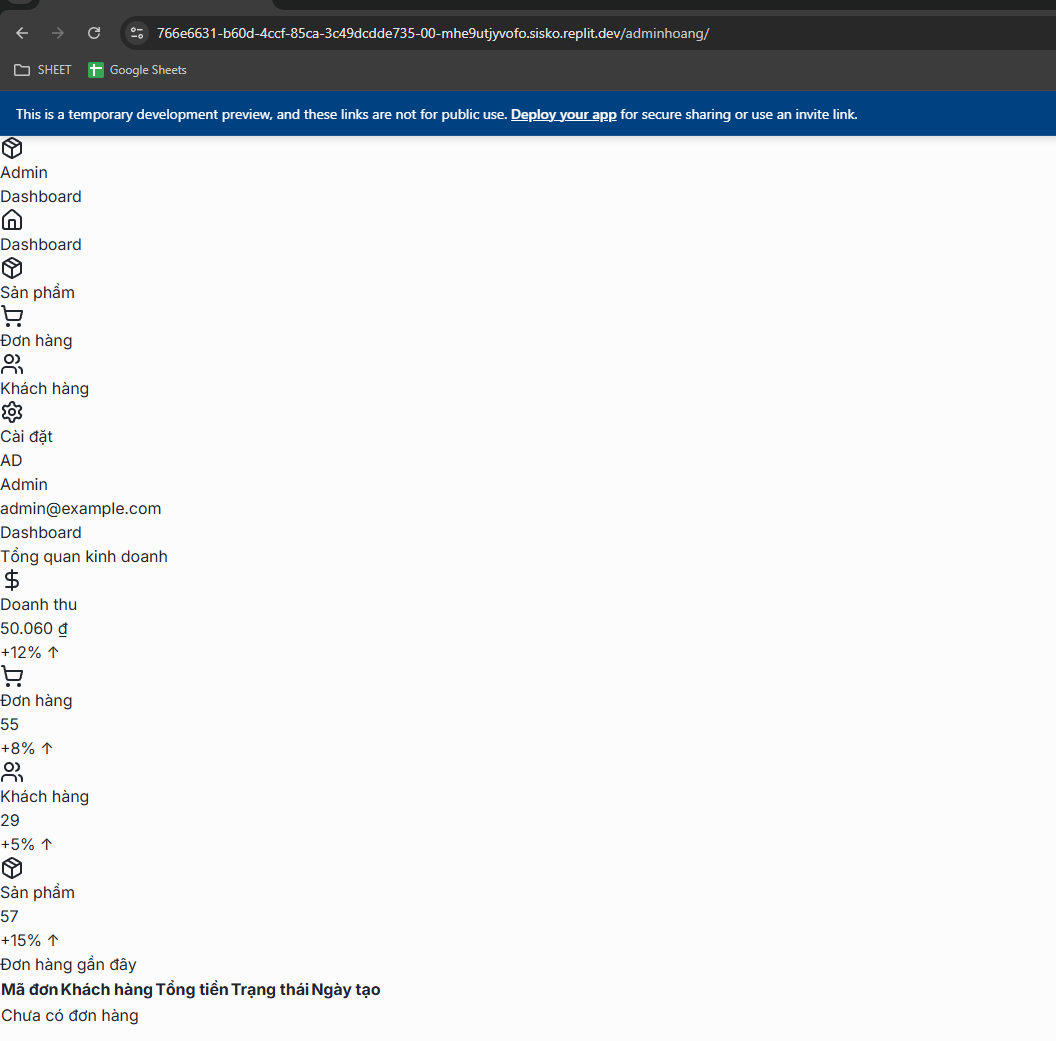 766e6631-b60d-4ccf-85ca-3c49dcdde735-00-mhe9utjyvofo.sisko.replit.dev/adminhoang/
SHEET Google Sheets
This is a temporary development preview, and these links are not for public use. Deploy your app for secure sharing or use an invite link.
Admin
Dashboard
Dashboard
Sản phẩm
Đơn hàng
Khách hàng
Cài đặt
AD
Admin
admin@example.com
Dashboard
Tổng quan kinh doanh
Doanh thu
50.060 ₫
+12% ↑
Đơn hàng
55
+8% ↑
Khách hàng
29
+5% ↑
Sản phẩm
57
+15% ↑
Đơn hàng gần đây
Mã đơn Khách hàng Tổng tiền Trạng thái Ngày tạo
Chưa có đơn hàng